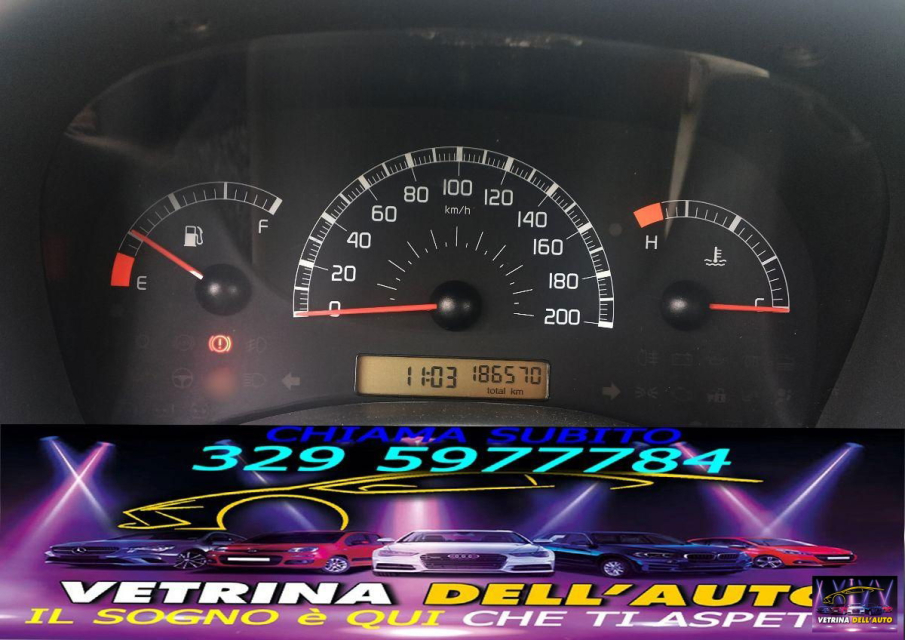 F
E
0
20
40
60
80
100
120
140
160
180
200
km/h
H
C
11:03 186570
total km
CHIAMA SUBITO
329 5977784
VETRINA DELL'AUTO
IL SOGNO è QUI CHE TI ASPET
VETRINA DELL'AUTO